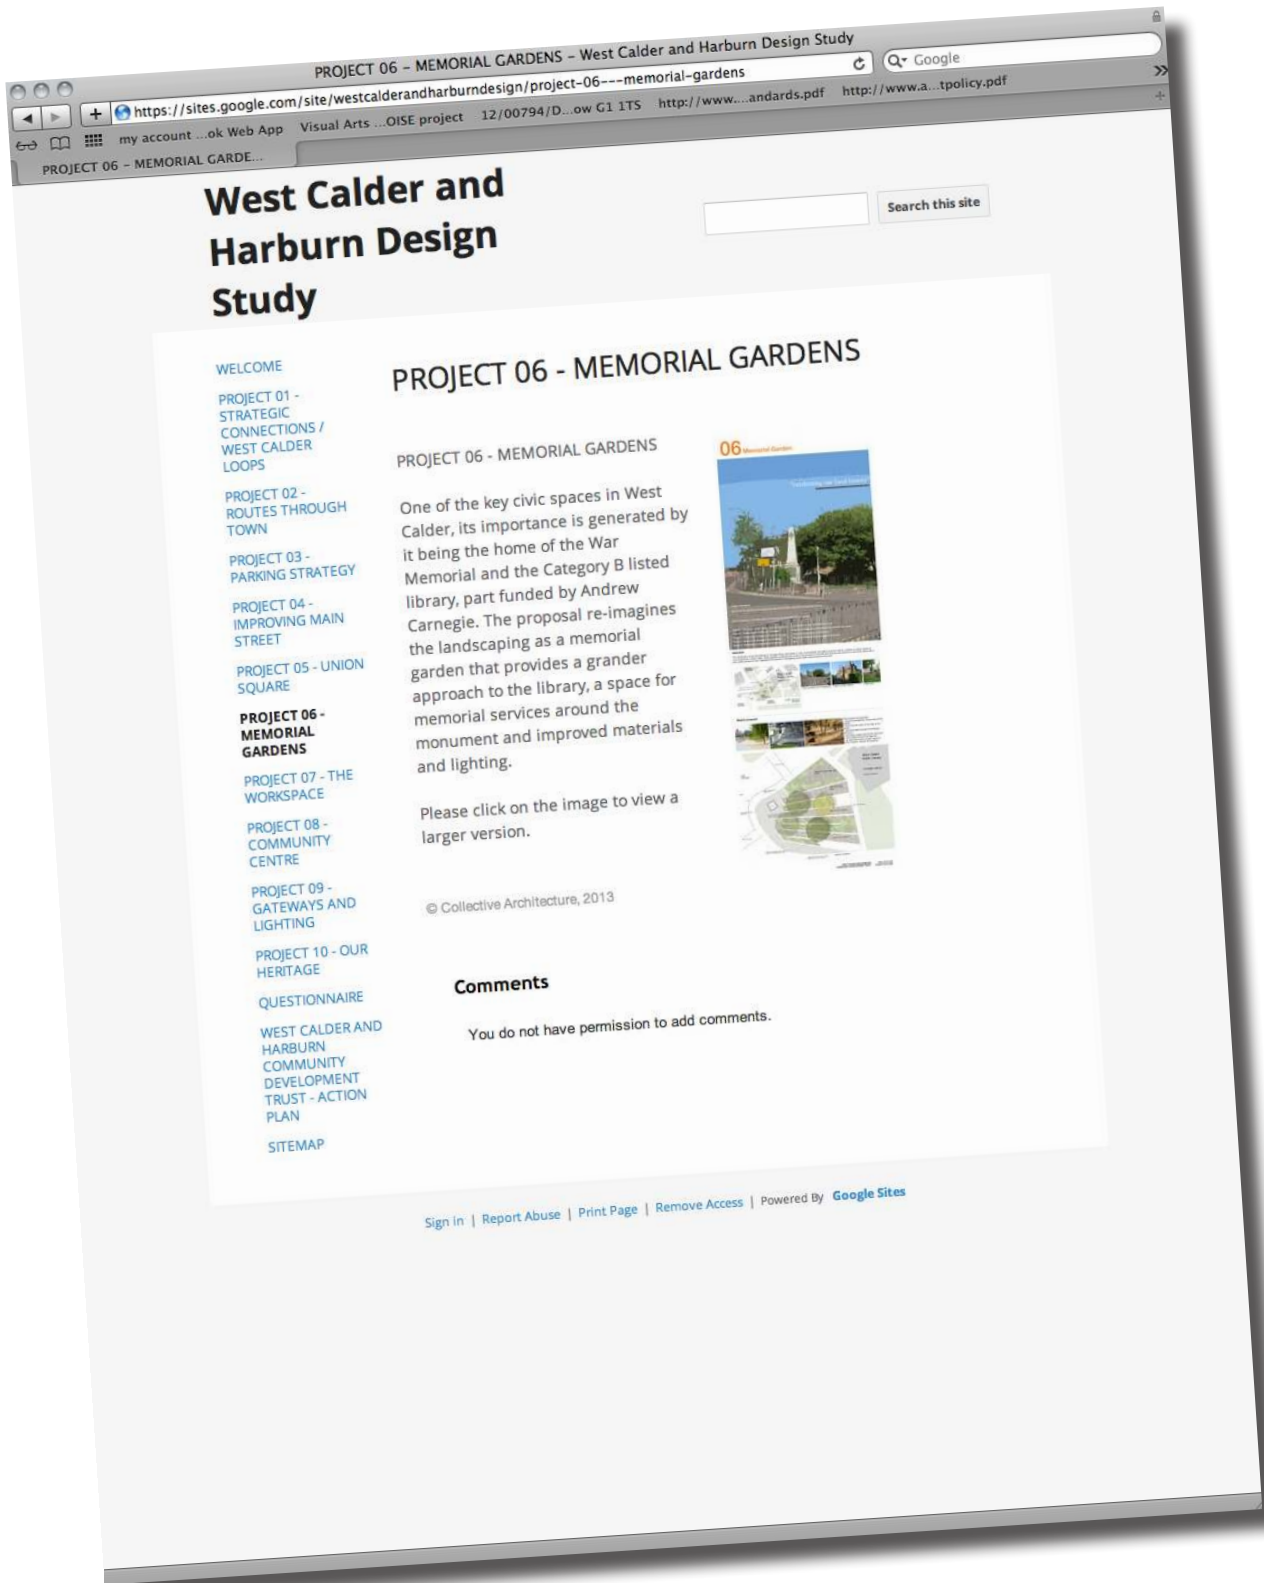 PROJECT 06 – MEMORIAL GARDENS – West Calder and Harburn Design Study
https://sites.google.com/site/westcalderandharburndesign/project-06---memorial-gardens
Google
my account ...ok Web App Visual Arts ...OISE project 12/00794/D...ow G1 1TS http://www....andards.pdf http://www.a...tpolicy.pdf
PROJECT 06 – MEMORIAL GARDE...
West Calder and
Harburn Design
Study
Search this site
WELCOME
PROJECT 01 -
STRATEGIC
CONNECTIONS /
WEST CALDER
LOOPS
PROJECT 02 -
ROUTES THROUGH
TOWN
PROJECT 03 -
PARKING STRATEGY
PROJECT 04 -
IMPROVING MAIN
STREET
PROJECT 05 - UNION
SQUARE
PROJECT 06 -
MEMORIAL
GARDENS
PROJECT 07 - THE
WORKSPACE
PROJECT 08 -
COMMUNITY
CENTRE
PROJECT 09 -
GATEWAYS AND
LIGHTING
PROJECT 10 - OUR
HERITAGE
QUESTIONNAIRE
WEST CALDER AND
HARBURN
COMMUNITY
DEVELOPMENT
TRUST - ACTION
PLAN
SITEMAP
PROJECT 06 - MEMORIAL GARDENS
PROJECT 06 - MEMORIAL GARDENS
One of the key civic spaces in West
Calder, its importance is generated by
it being the home of the War
Memorial and the Category B listed
library, part funded by Andrew
Carnegie. The proposal re-imagines
the landscaping as a memorial
garden that provides a grander
approach to the library, a space for
memorial services around the
monument and improved materials
and lighting.
Please click on the image to view a
larger version.
06 Memorial Garden
© Collective Architecture, 2013
Comments
You do not have permission to add comments.
Sign in | Report Abuse | Print Page | Remove Access | Powered By Google Sites